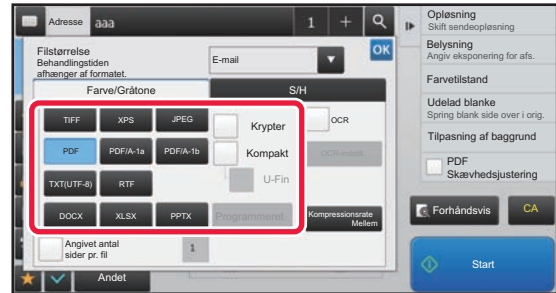 Adresse aaa 1 +
Opløsning
Skift sendeopløsning
Belysning
Angiv eksponering for afs.
Farvetilstand
Udelad blanke
Spring blank side over i orig.
Tilpasning af baggrund
PDF
Skævhedsjustering
Forhåndsvis
CA
Start
Filstørrelse
Behandlingstiden
afhænger af formatet.
E-mail
OK
Farve/Gråtone
S/H
TIFF XPS JPEG Krypter OCR
PDF PDF/A-1a PDF/A-1b Kompakt
TXT(UTF-8) RTF U-Fin
DOCX XLSX PPTX Programmeret
Kompressionsrate
Mellem
Angivet antal
sider pr. fil
1
Andet